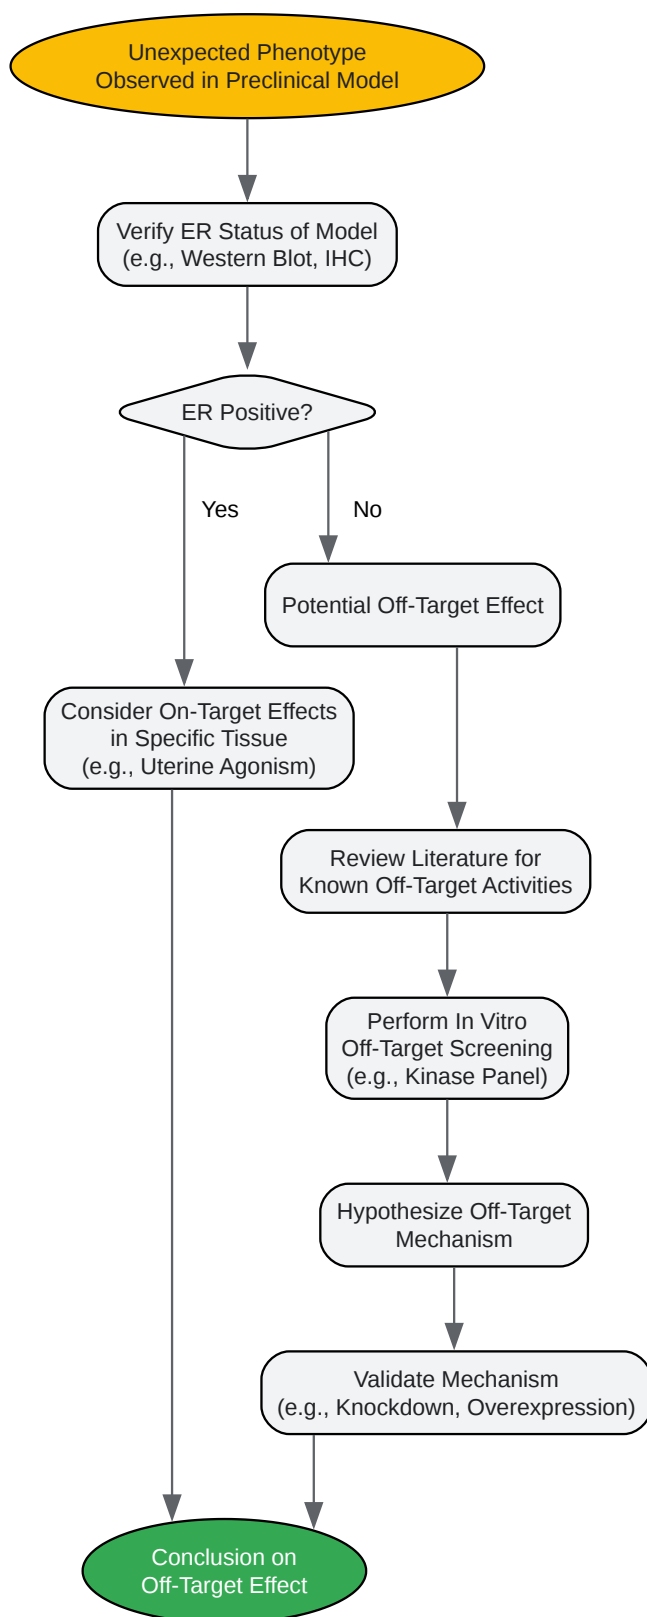 Unexpected Phenotype
Observed in Preclinical Model
Verify ER Status of Model
(e.g., Western Blot, IHC)
ER Positive?
Yes
No
Potential Off-Target Effect
Consider On-Target Effects
in Specific Tissue
(e.g., Uterine Agonism)
Review Literature for
Known Off-Target Activities
Perform In Vitro
Off-Target Screening
(e.g., Kinase Panel)
Hypothesize Off-Target
Mechanism
Validate Mechanism
(e.g., Knockdown, Overexpression)
Conclusion on
Off-Target Effect